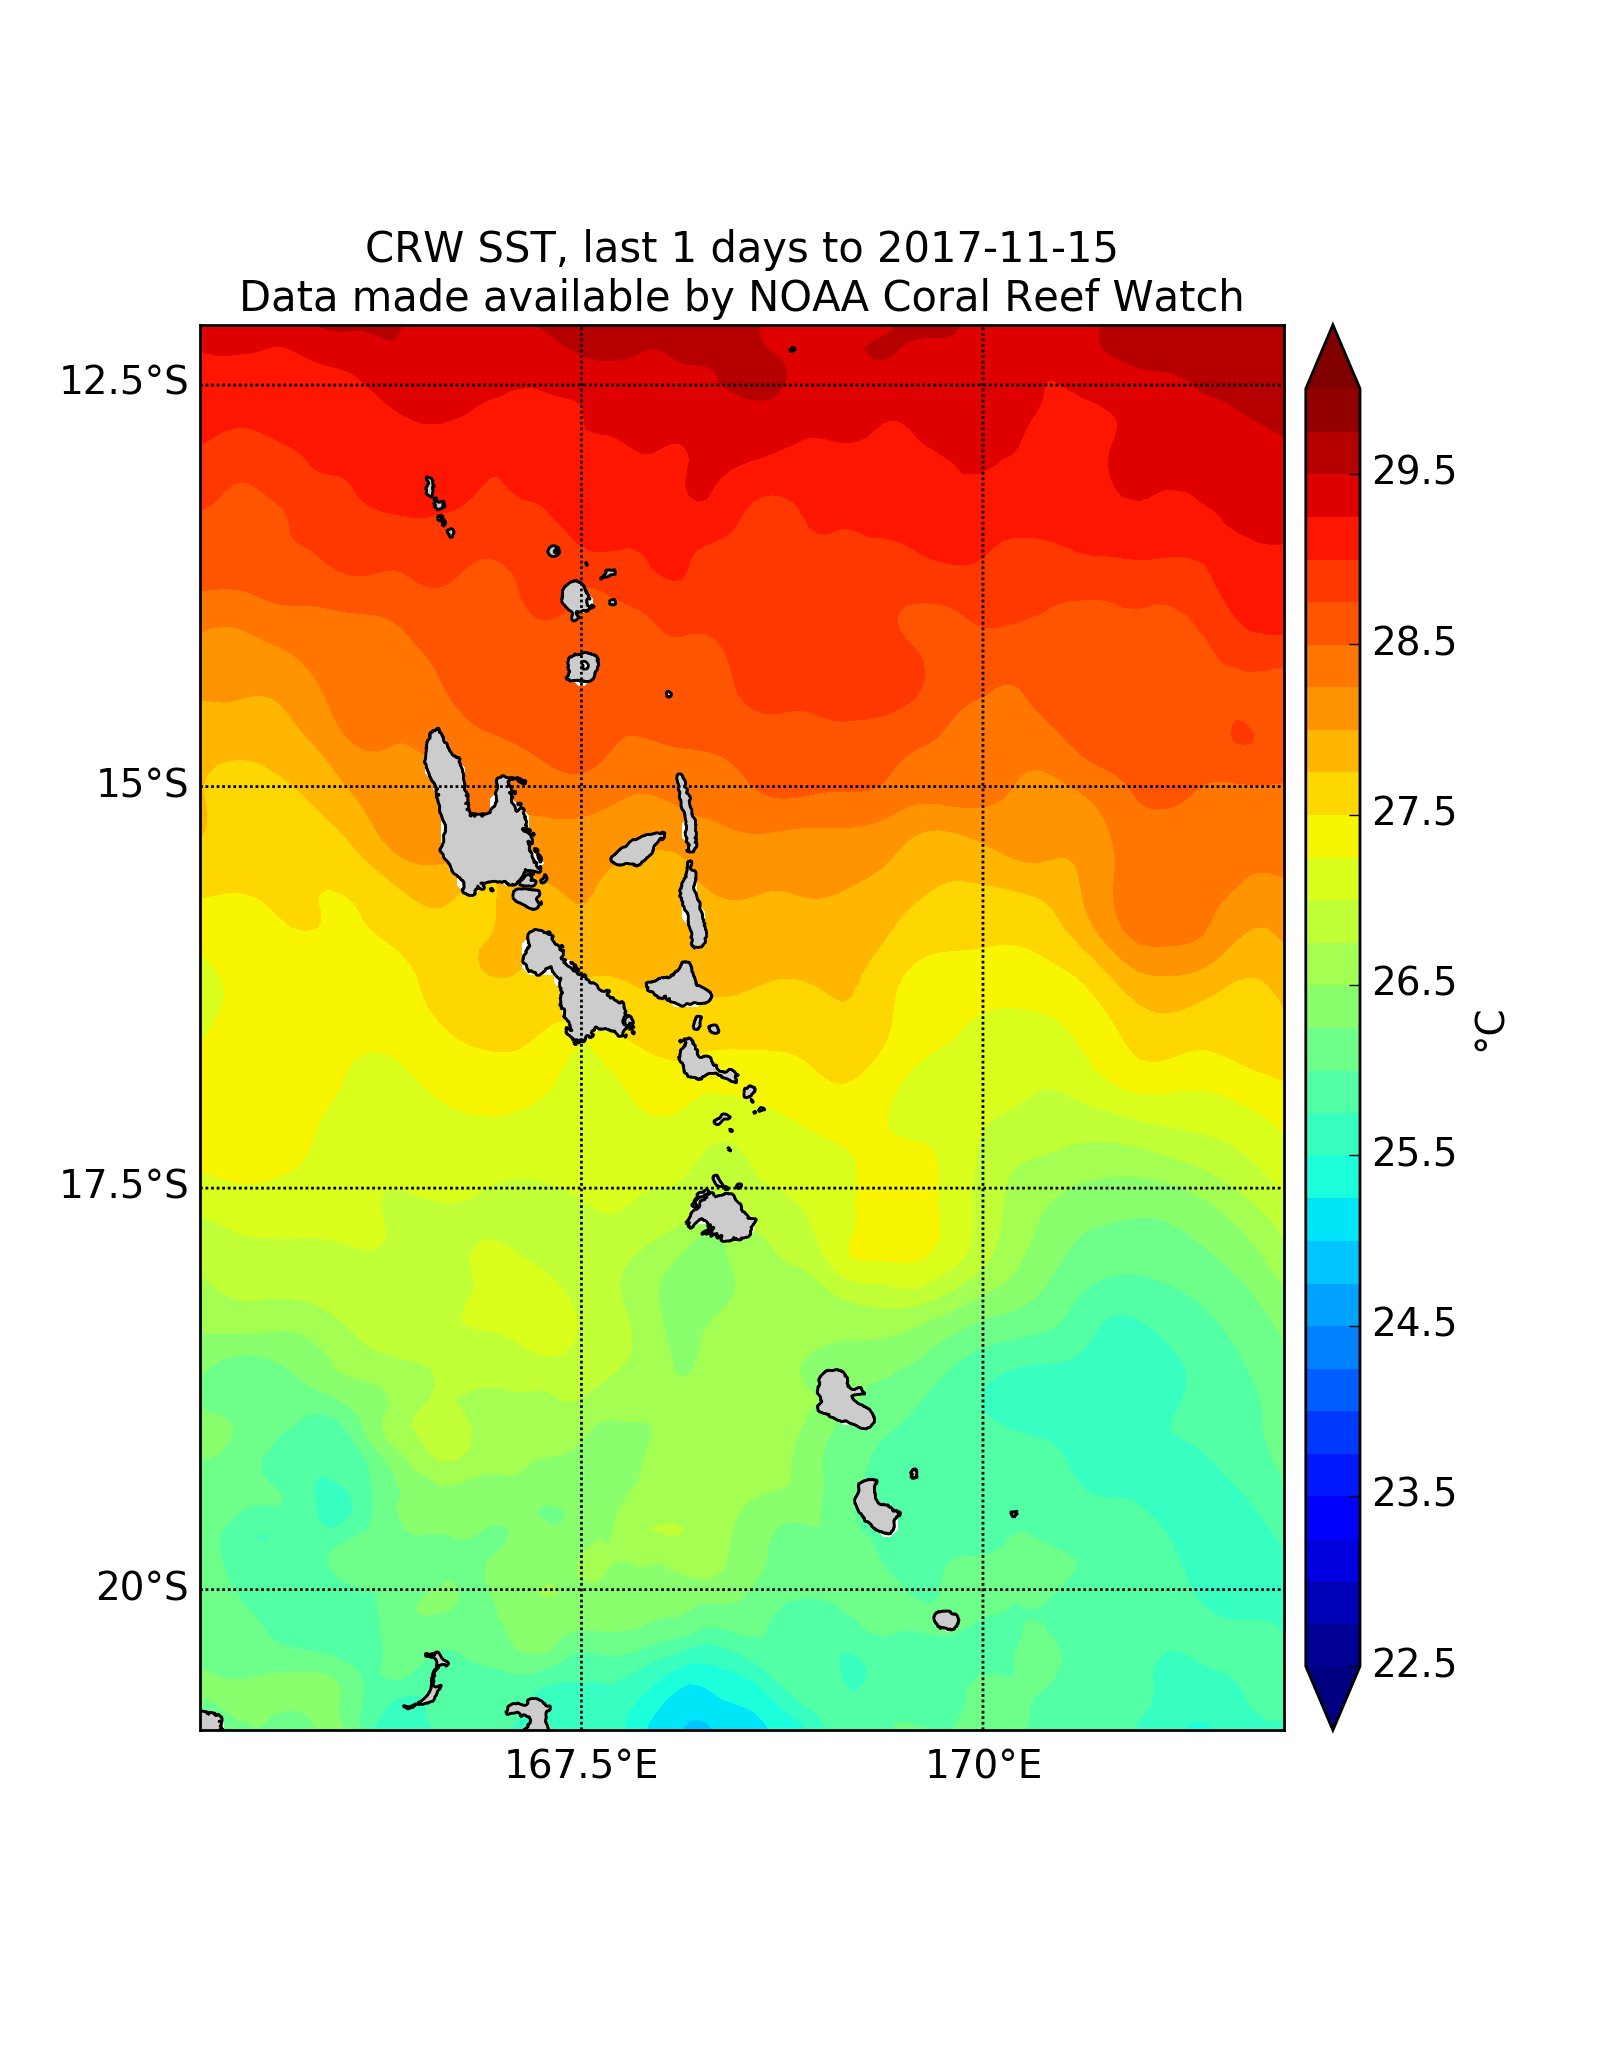 CRW SST, last 1 days to 2017-11-15
Data made available by NOAA Coral Reef Watch
12.5°S
15°S
17.5°S
20°S
167.5°E
170°E
29.5
28.5
27.5
26.5
25.5
24.5
23.5
22.5
°C